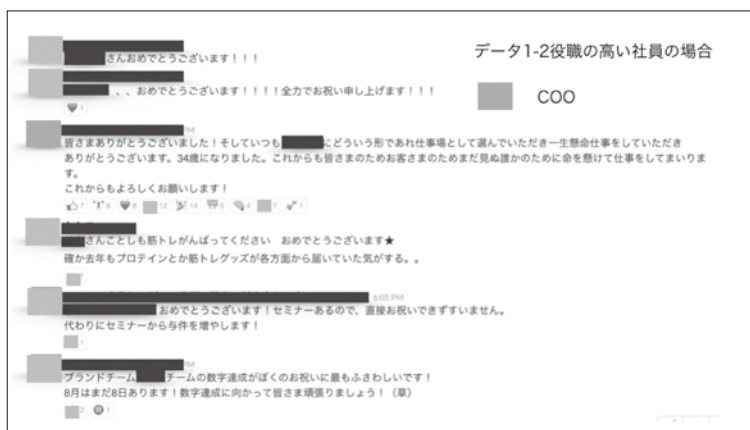 データ1-2役職の高い社員の場合
COO
さんおめでとうございます！！！
、、おめでとうございます！！！！全力でお祝い申し上げます！！！
1
PM
皆さまありがとうございました！そしていつも にどういう形であれ仕事場として選んでいただき一生懸命仕事をしていただき
ありがとうございます。34歳になりました。これからも皆さまのためお客さまのためまだ見ぬ誰かのために命を懸けて仕事をしてまいりま
す。
これからもよろしくお願いします！
7 6 8 12 14 5 4 7 1
さんことしも筋トレがんばってください おめでとうございます★
確か去年もプロテインとか筋トレグッズが各方面から届いていた気がする。。
6:05 PM
おめでとうございます！セミナーあるので、直接お祝いできずすいません。
代わりにセミナーから与件を増やします！
1
PM
ブランドチーム チームの数字達成がぼくのお祝いに最もふさわしいです！
8月はまだ8日あります！数字達成に向かって皆さま頑張りましょう！（草）
2 1